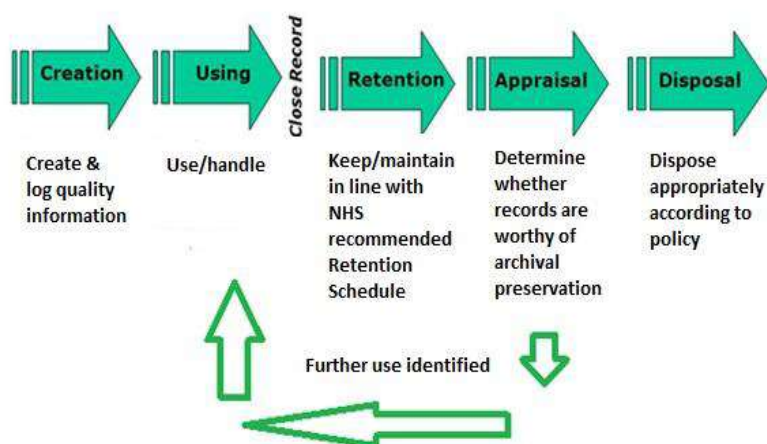 Creation
Using
Close Record
Retention
Appraisal
Disposal
Create &
log quality
information
Use/handle
Keep/maintain
in line with
NHS
recommended
Retention
Schedule
Determine
whether
records are
worthy of
archival
preservation
Dispose
appropriately
according to
policy
Further use identified